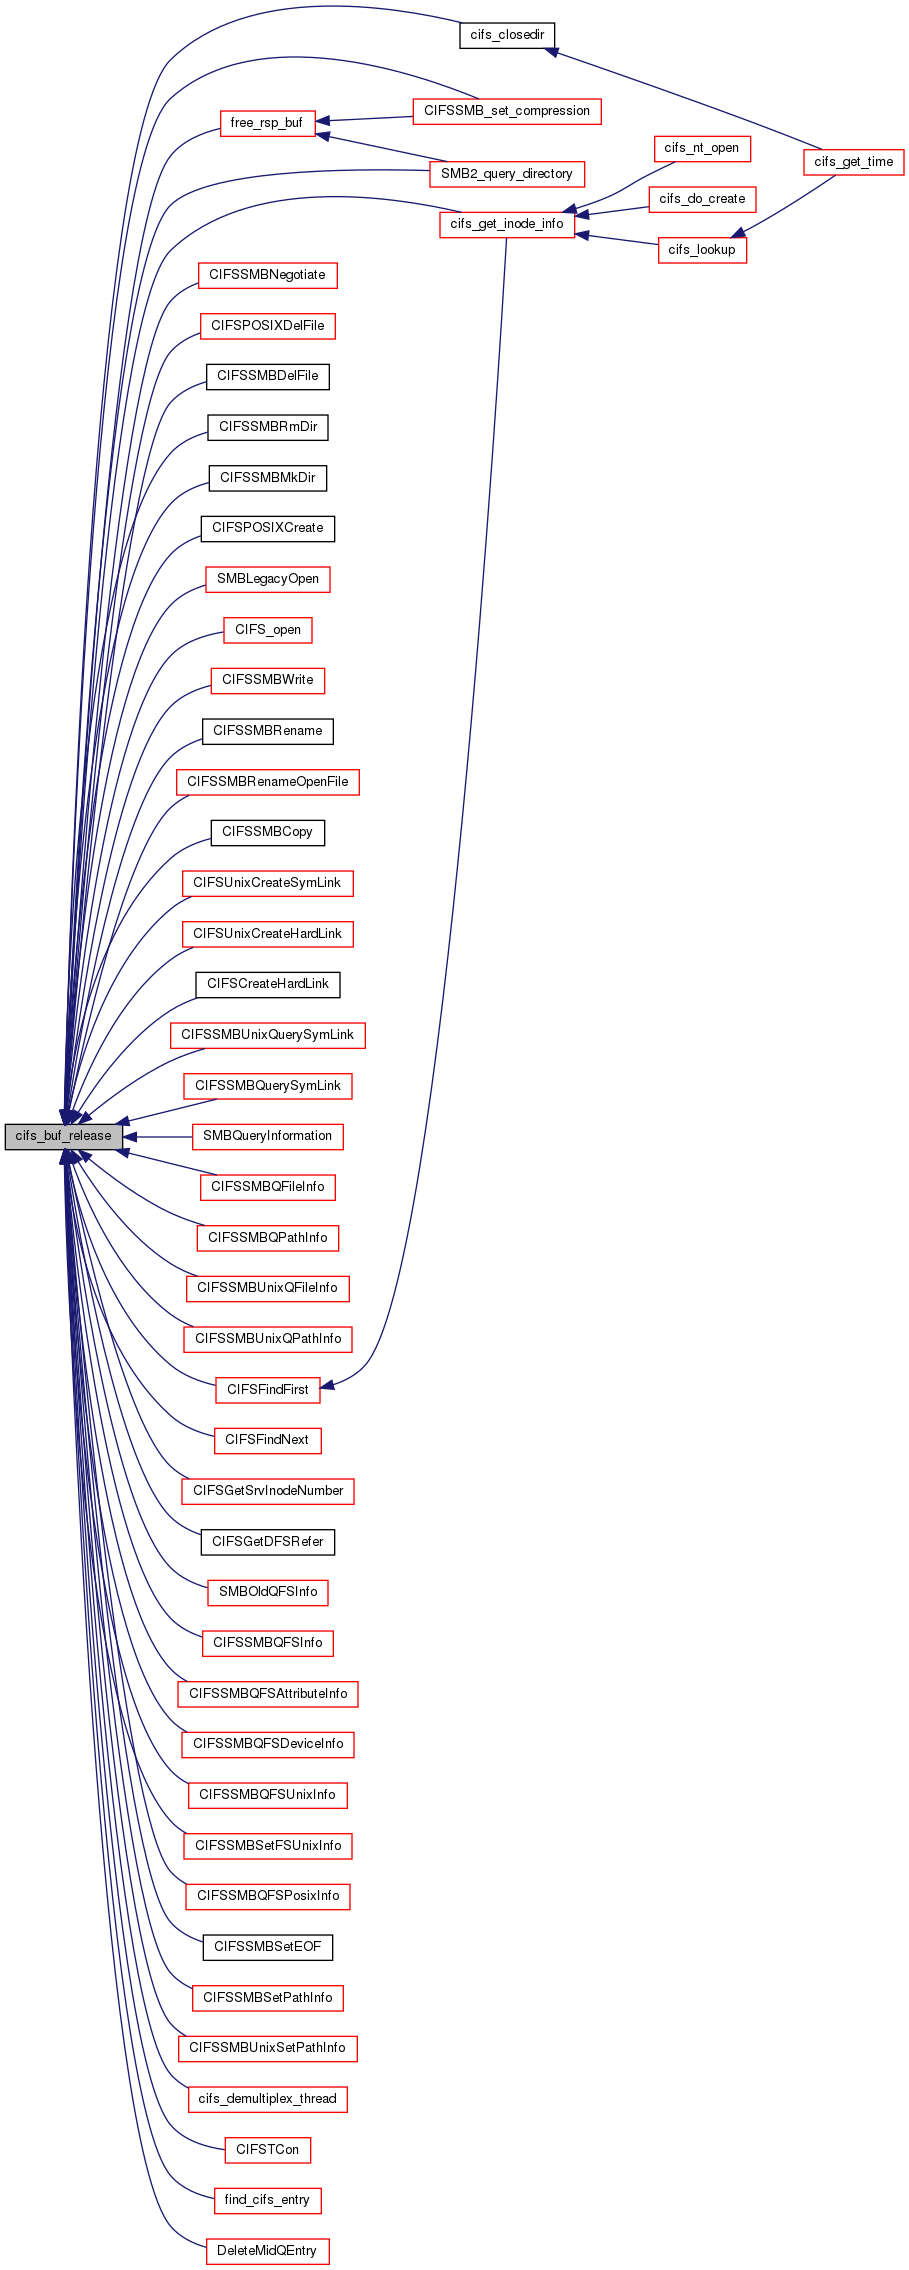 cifs_closedir
CIFSSMB_set_compression
free_rsp_buf
cifs_nt_open
cifs_get_time
SMB2_query_directory
cifs_do_create
cifs_get_inode_info
cifs_lookup
CIFSSMBNegotiate
CIFSPOSIXDelFile
CIFSSMBDelFile
CIFSSMBRmDir
CIFSSMBMkDir
CIFSPOSIXCreate
SMBLegacyOpen
CIFS_open
CIFSSMBWrite
CIFSSMBRename
CIFSSMBRenameOpenFile
CIFSSMBCopy
CIFSUnixCreateSymLink
CIFSUnixCreateHardLink
CIFSCreateHardLink
CIFSSMBUnixQuerySymLink
CIFSSMBQuerySymLink
cifs_buf_release
SMBQueryInformation
CIFSSMBQFileInfo
CIFSSMBQPathInfo
CIFSSMBUnixQFileInfo
CIFSSMBUnixQPathInfo
CIFSFindFirst
CIFSFindNext
CIFSGetSrvInodeNumber
CIFSGetDFSRefer
SMBOldQFSInfo
CIFSSMBQFSInfo
CIFSSMBQFSAttributeInfo
CIFSSMBQFSDeviceInfo
CIFSSMBQFSUnixInfo
CIFSSMBSetFSUnixInfo
CIFSSMBQFSPosixInfo
CIFSSMBSetEOF
CIFSSMBSetPathInfo
CIFSSMBUnixSetPathInfo
cifs_demultiplex_thread
CIFSTCon
find_cifs_entry
DeleteMidQEntry